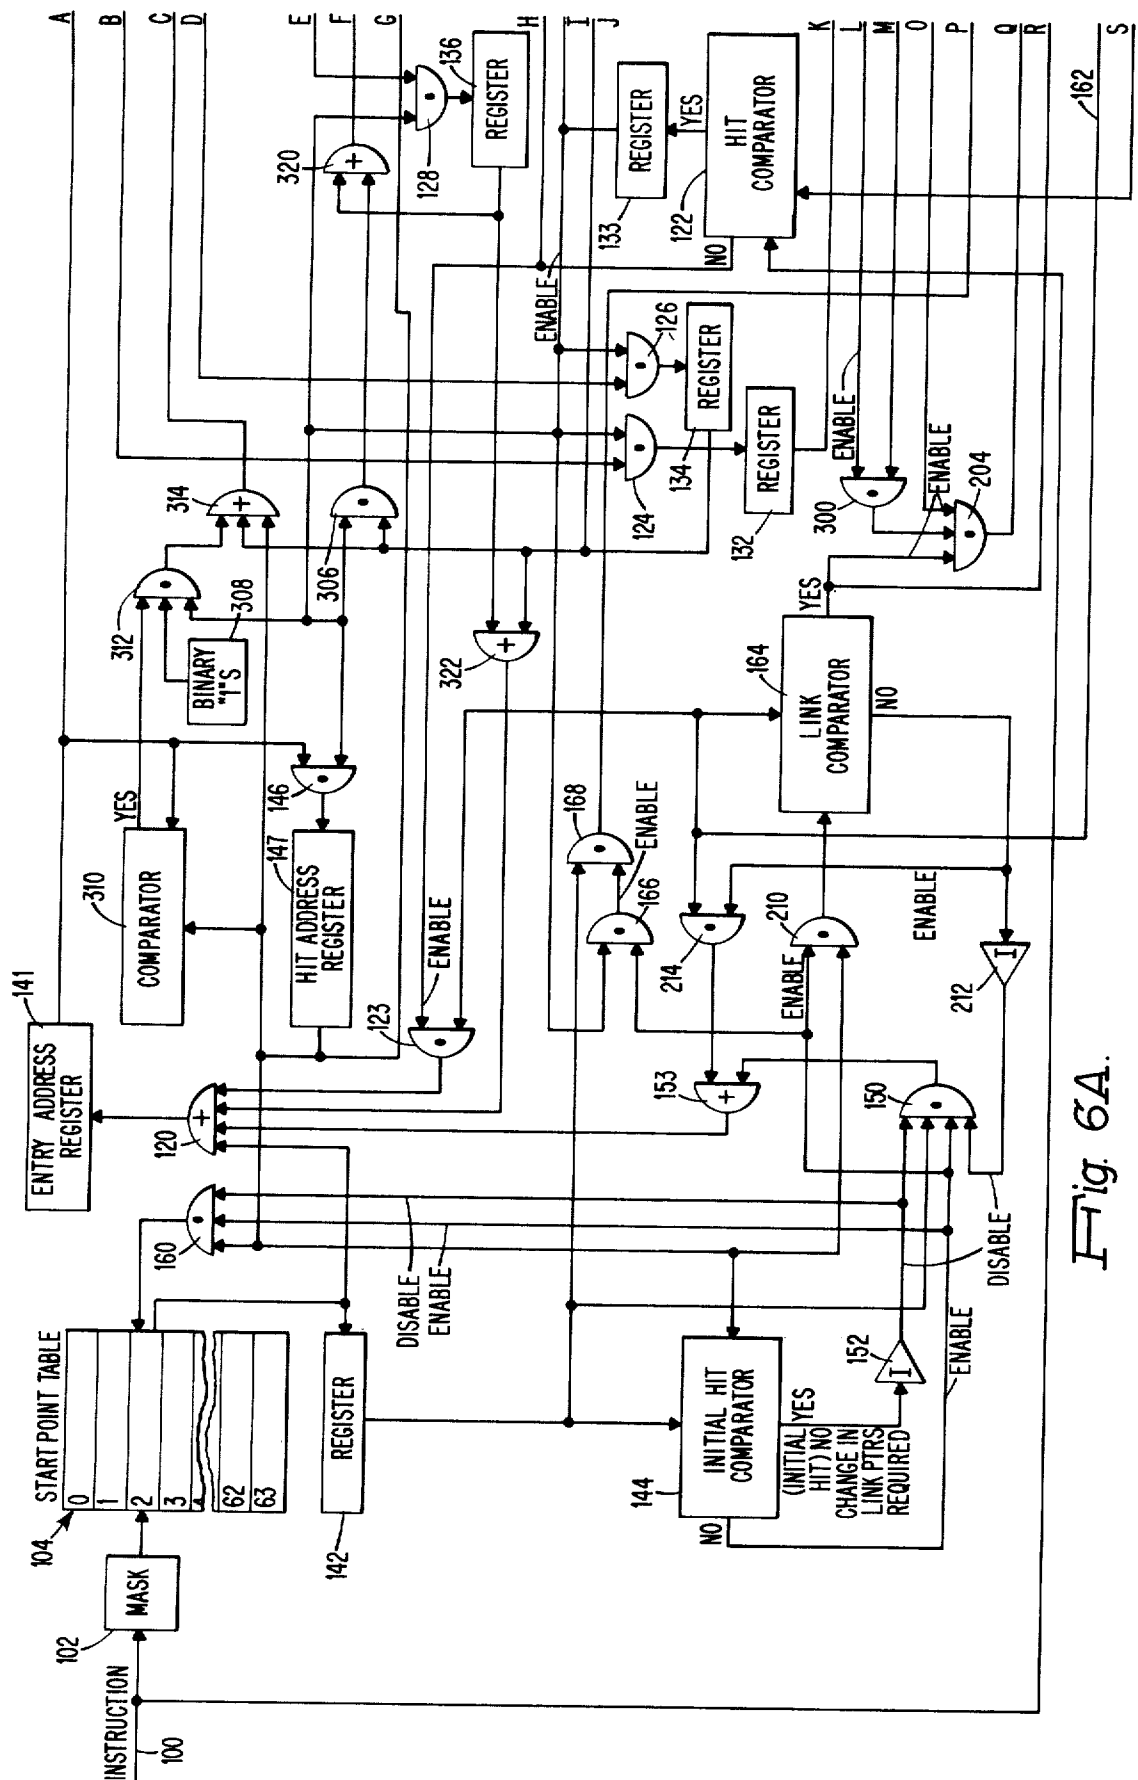 INSTRUCTION
100
102
MASK
104
START POINT TABLE
0
1
2
3
4
62
63
142
REGISTER
160
120
ENTRY ADDRESS
REGISTER
141
DISABLE
ENABLE
144
INITIAL HIT
COMPARATOR
NO
YES
(INITIAL
HIT) NO
CHANGE IN
LINK PTRS
REQUIRED
152
I
ENABLE
DISABLE
150
153
+
•
310
COMPARATOR
YES
147
HIT ADDRESS
REGISTER
146
123
ENABLE
BINARY
"1"S
308
312
314
306
322
320
128
136
REGISTER
166
168
ENABLE
214
210
ENABLE
ENABLE
212
I
164
LINK
COMPARATOR
YES
NO
124
126
134
REGISTER
132
REGISTER
ENABLE
133
REGISTER
122
HIT
COMPARATOR
YES
NO
ENABLE
300
ENABLE
204
162
A
B
C
D
E
F
G
H
I
J
K
L
M
O
P
Q
R
S
Fig. 6A.